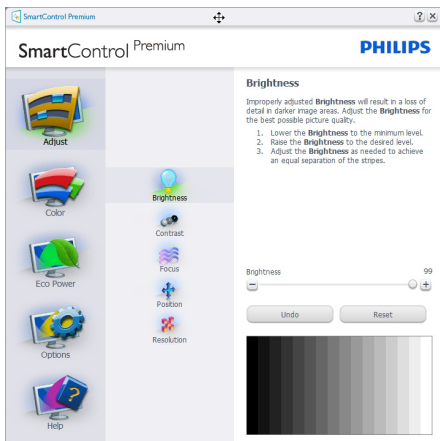 SmartControl Premium
? ×
SmartControl Premium
PHILIPS
Adjust
Color
Eco Power
Options
Help
?
Brightness
Contrast
Focus
Position
Resolution
Brightness
Improperly adjusted Brightness will result in a loss of
detail in darker image areas. Adjust the Brightness for
the best possible picture quality.
1. Lower the Brightness to the minimum level.
2. Raise the Brightness to the desired level.
3. Adjust the Brightness as needed to achieve
an equal separation of the stripes.
Brightness 99
Undo Reset